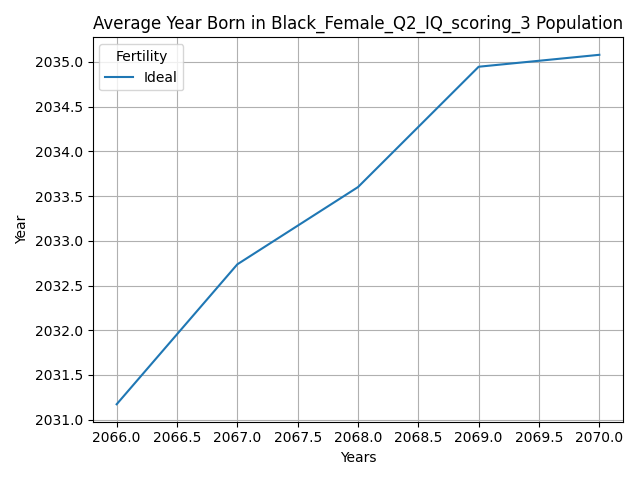 Average Year Born in Black_Female_Q2_IQ_scoring_3 Population
Fertility
Ideal
2035.0
2034.5
2034.0
2033.5
2033.0
2032.5
2032.0
2031.5
2031.0
Year
2066.0 2066.5 2067.0 2067.5 2068.0 2068.5 2069.0 2069.5 2070.0
Years